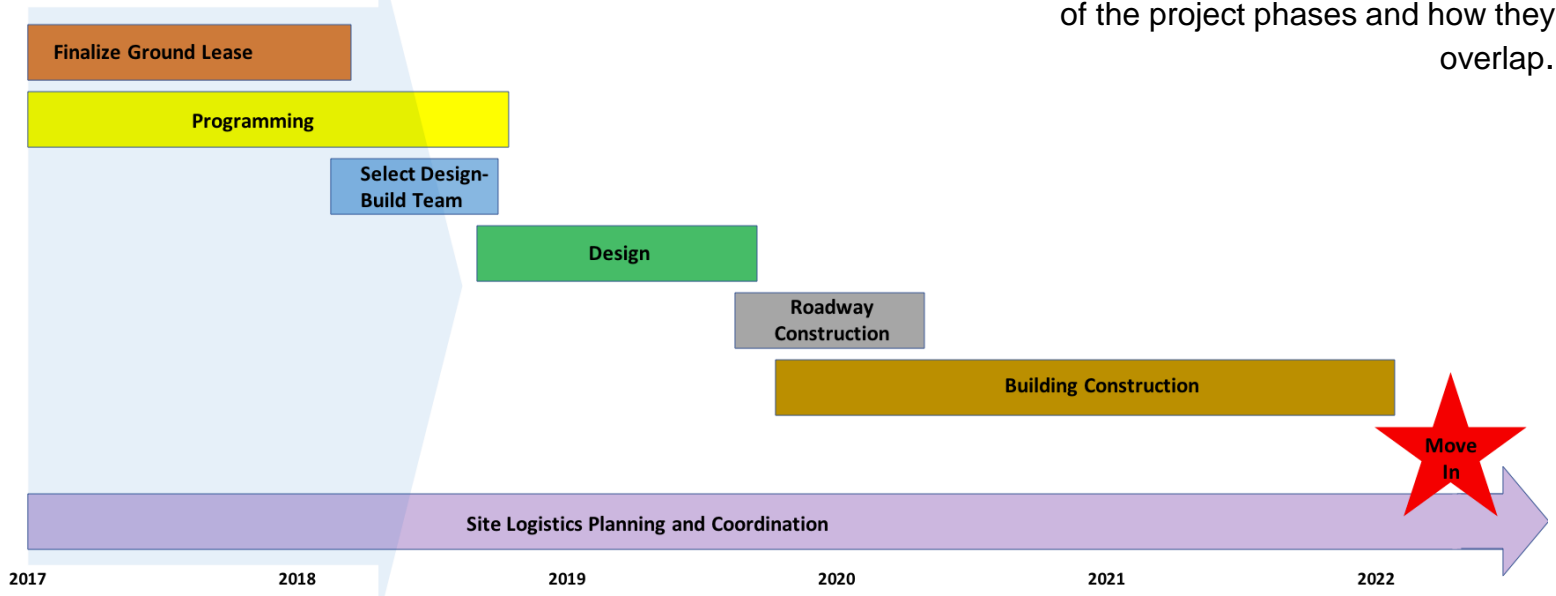 of the project phases and how they
overlap.
Finalize Ground Lease
Programming
Select Design-
Build Team
Design
Roadway
Construction
Building Construction
Move
In
Site Logistics Planning and Coordination
2017 2018 2019 2020 2021 2022